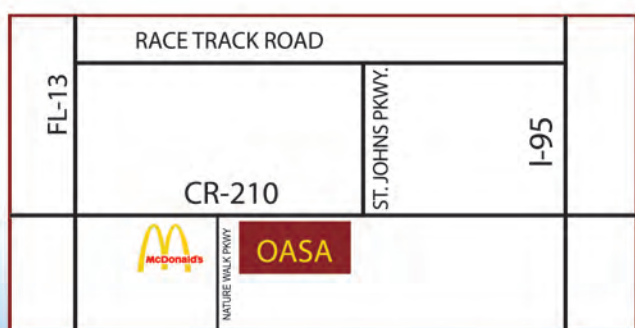 RACE TRACK ROAD
FL-13
ST. JOHNS PKWY.
I-95
CR-210
McDonald's
NATURE WALK PKWY
OASA